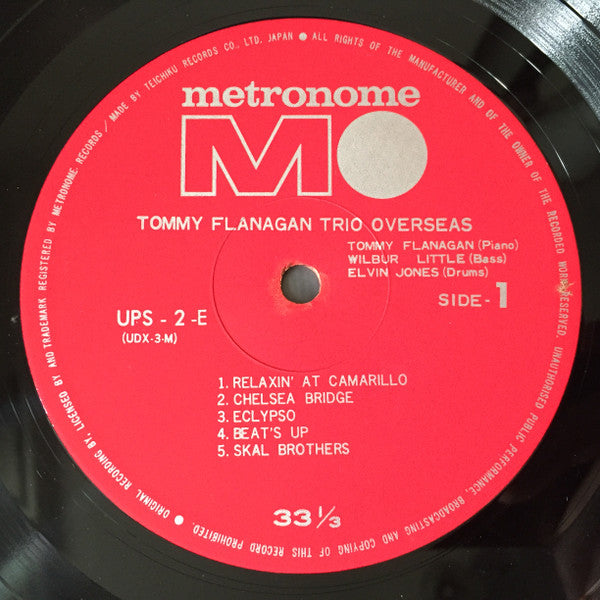 metronome
MO
TOMMY FLANAGAN TRIO OVERSEAS
TOMMY FLANAGAN (Piano)
WILBUR LITTLE (Bass)
ELVIN JONES (Drums)
SIDE - 1
UPS - 2 -E
(UDX-3-M)
1. RELAXIN' AT CAMARILLO
2. CHELSEA BRIDGE
3. ECLYPSO
4. BEAT'S UP
5. SKAL BROTHERS
33 1/3
● ORIGINAL RECORDING BY, LICENSED BY AND TRADEMARK REGISTERED BY METRONOME RECORDS / MADE BY TEICHIKU RECORDS CO., LTD. JAPAN ● ALL RIGHTS OF THE MANUFACTURER AND OF THE OWNER OF THE RECORDED WORK RESERVED. UNAUTHORISED PUBLIC PERFORMANCE, BROADCASTING AND COPYING OF THIS RECORD PROHIBITED.